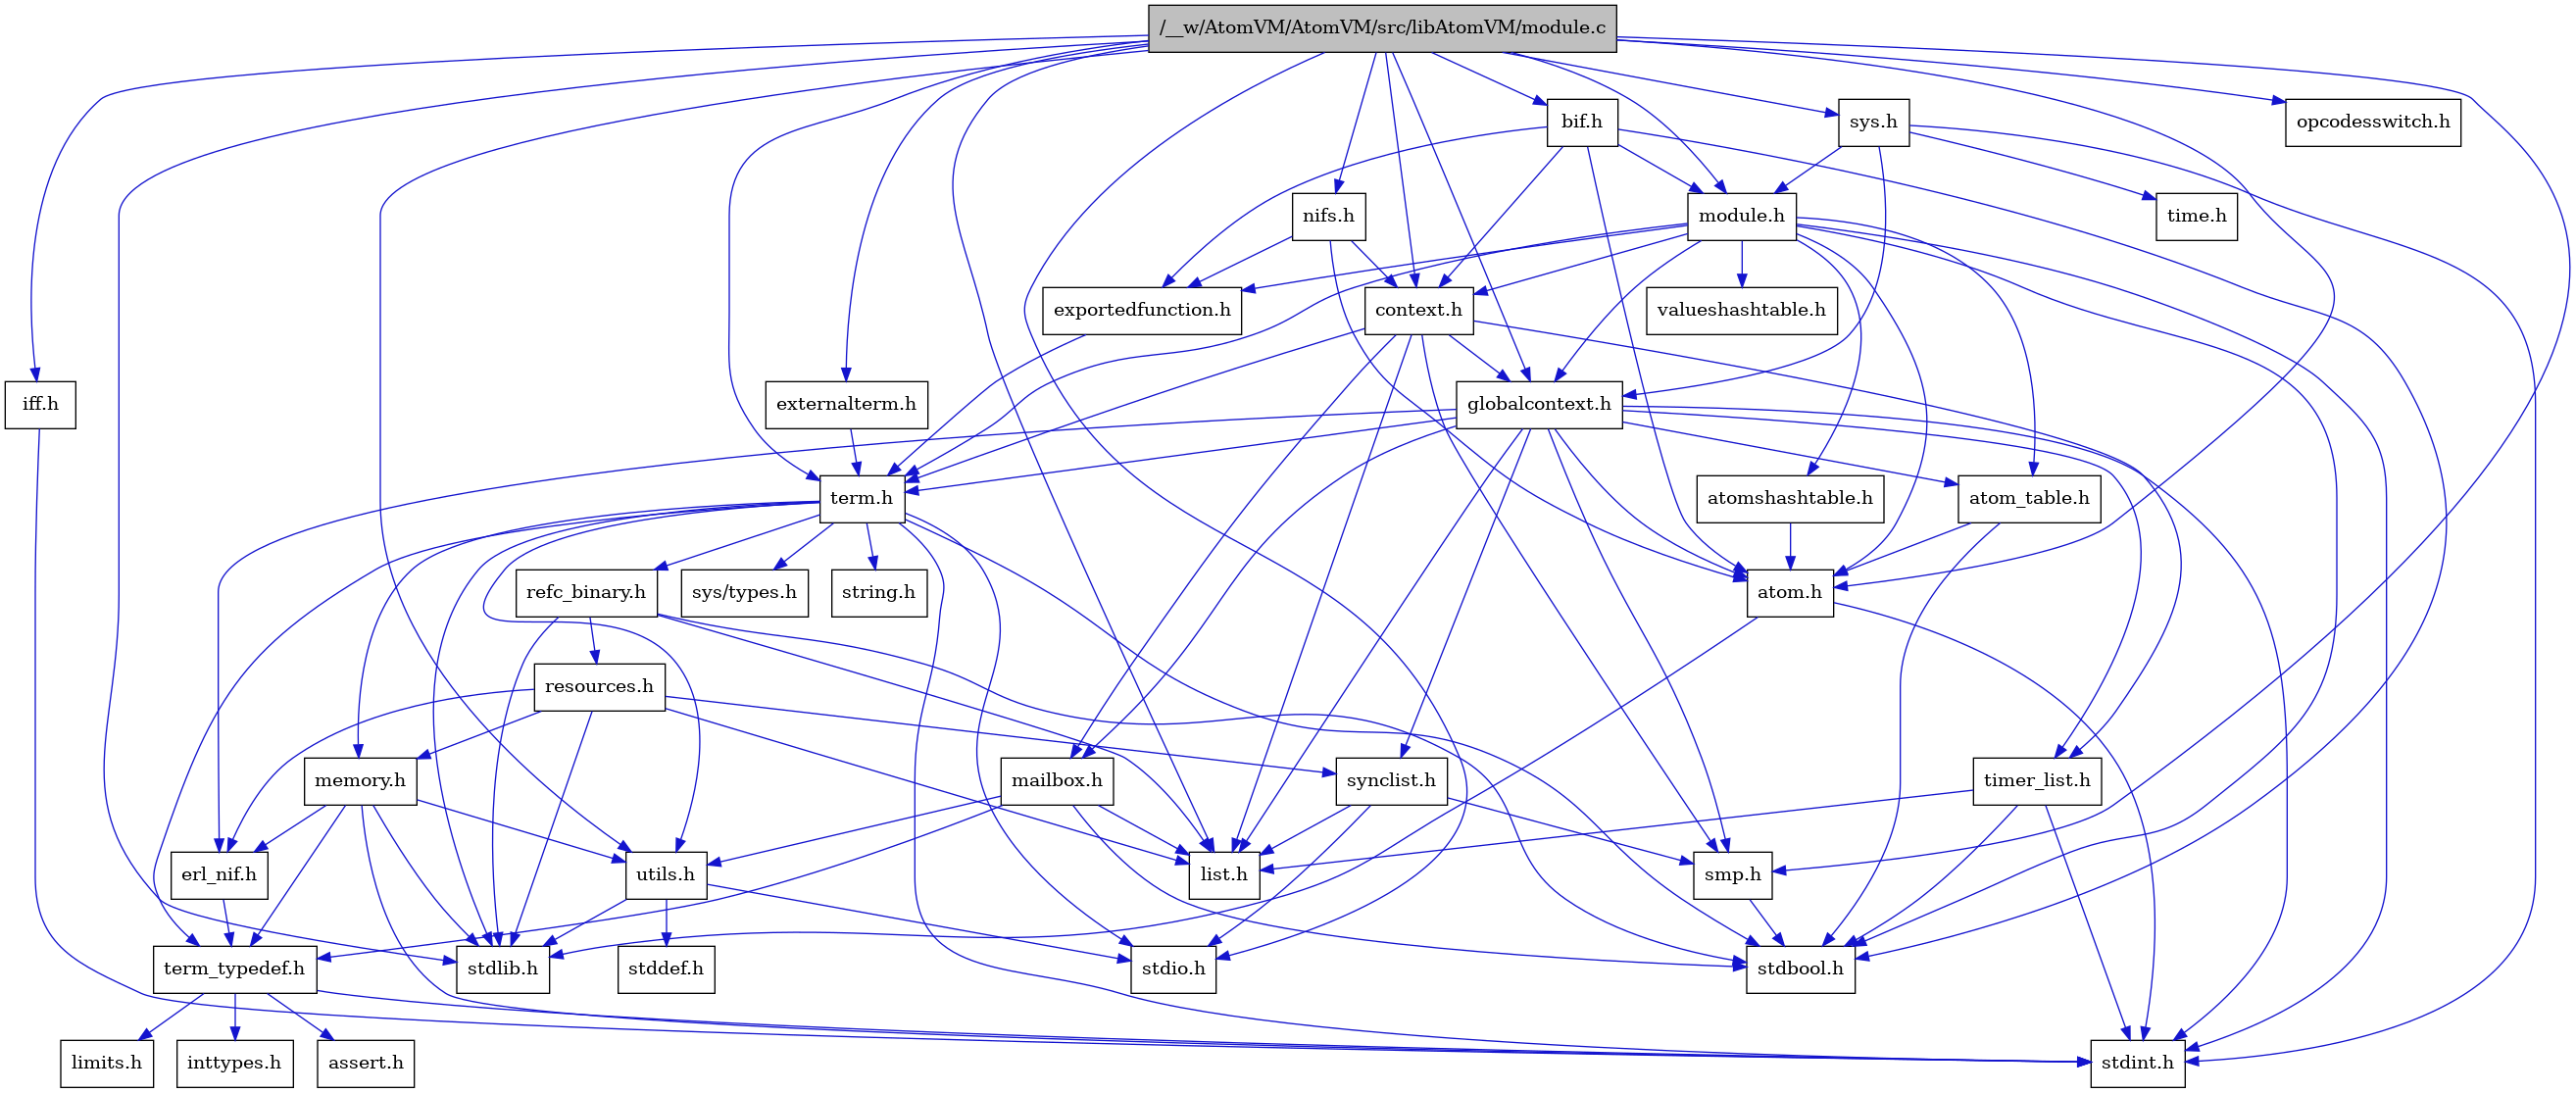 /__w/AtomVM/AtomVM/src/libAtomVM/module.c
bif.h
sys.h
opcodesswitch.h
nifs.h
module.h
time.h
exportedfunction.h
context.h
valueshashtable.h
iff.h
externalterm.h
globalcontext.h
term.h
atomshashtable.h
atom_table.h
refc_binary.h
sys/types.h
string.h
atom.h
resources.h
memory.h
mailbox.h
synclist.h
timer_list.h
erl_nif.h
utils.h
list.h
smp.h
term_typedef.h
stdlib.h
stddef.h
stdio.h
stdbool.h
limits.h
inttypes.h
assert.h
stdint.h